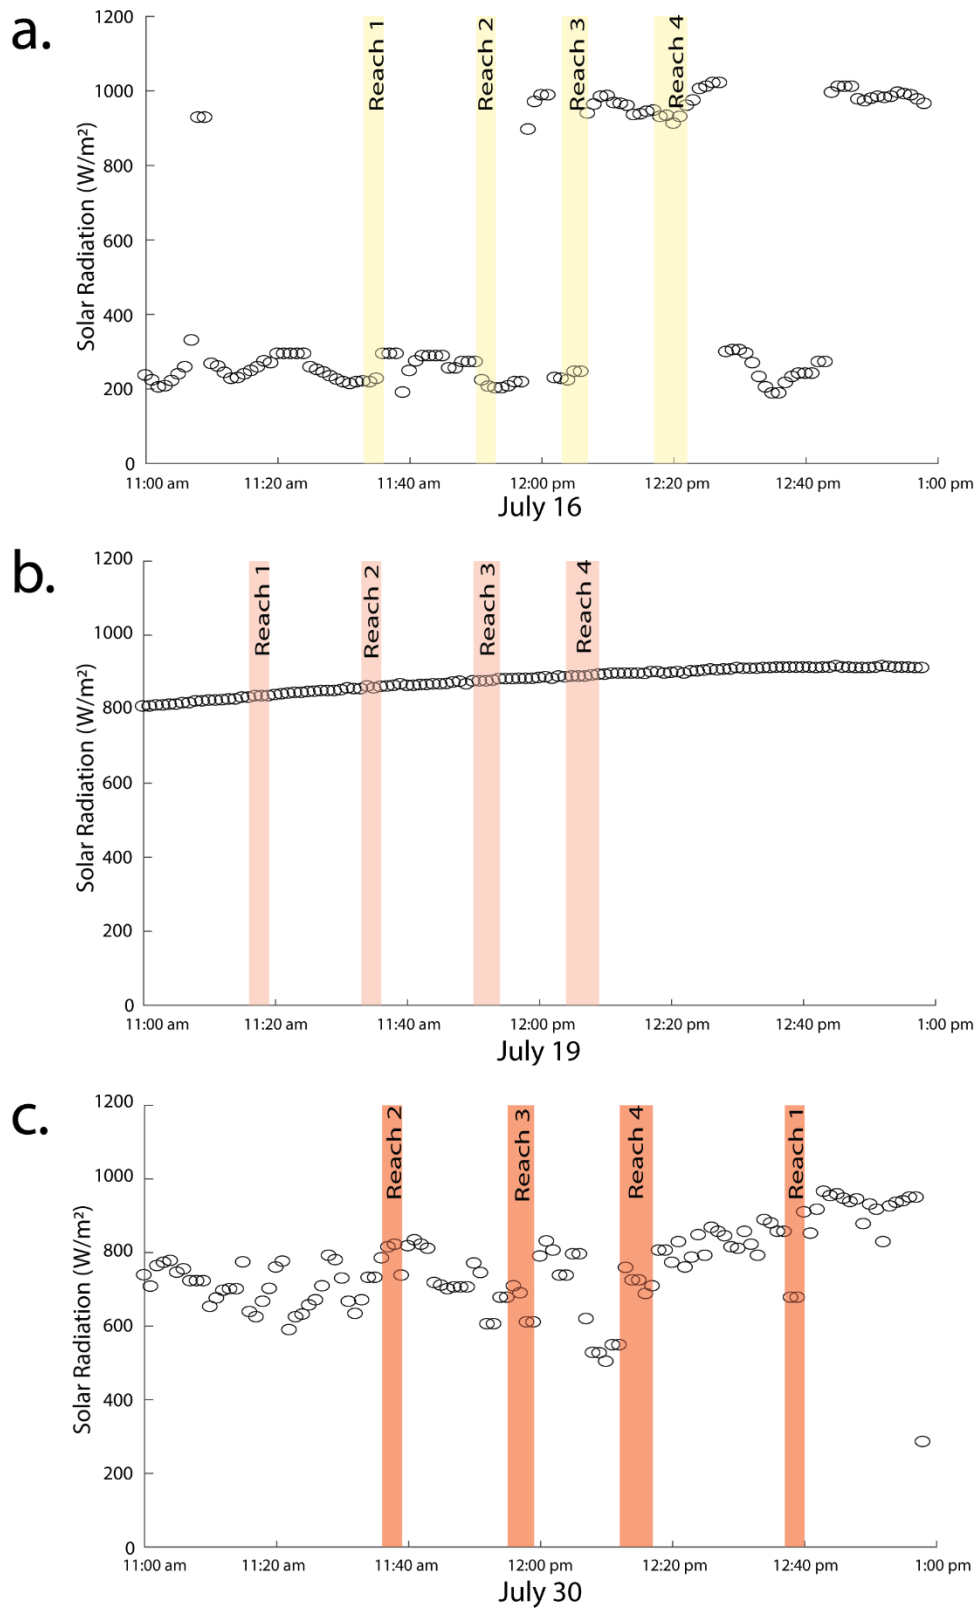 a.
Solar Radiation (W/m²)
1200
1000
800
600
400
200
0
Reach 1
Reach 2
Reach 3
Reach 4
11:00 am
11:20 am
11:40 am
12:00 pm
12:20 pm
12:40 pm
1:00 pm
July 16
b.
Solar Radiation (W/m²)
1200
1000
800
600
400
200
0
Reach 1
Reach 2
Reach 3
Reach 4
11:00 am
11:20 am
11:40 am
12:00 pm
12:20 pm
12:40 pm
1:00 pm
July 19
c.
Solar Radiation (W/m²)
1200
1000
800
600
400
200
0
Reach 2
Reach 3
Reach 4
Reach 1
11:00 am
11:20 am
11:40 am
12:00 pm
12:20 pm
12:40 pm
1:00 pm
July 30